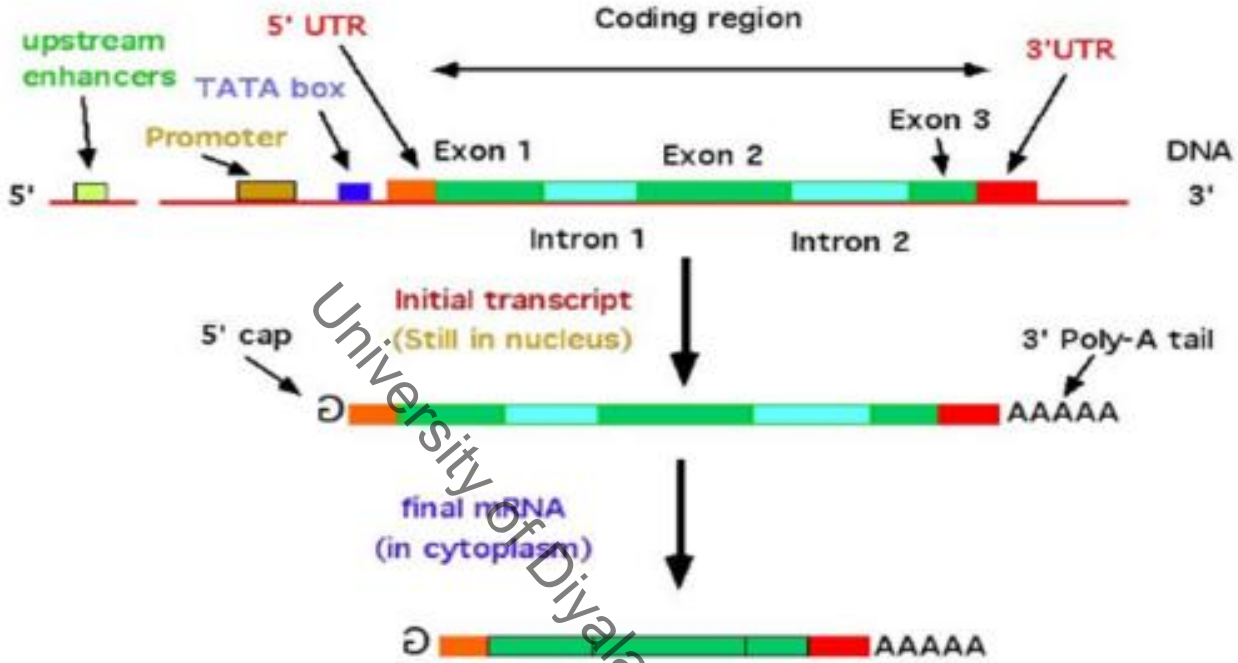 Coding region
5' UTR
upstream
enhancers
3'UTR
TATA box
Promoter
Exon 1
Exon 2
Exon 3
DNA
5'
3'
Intron 1
Intron 2
Initial transcript
(Still in nucleus)
5' cap
3' Poly-A tail
G
AAAAA
final mRNA
(in cytoplasm)
G
AAAAA
University of Diyala